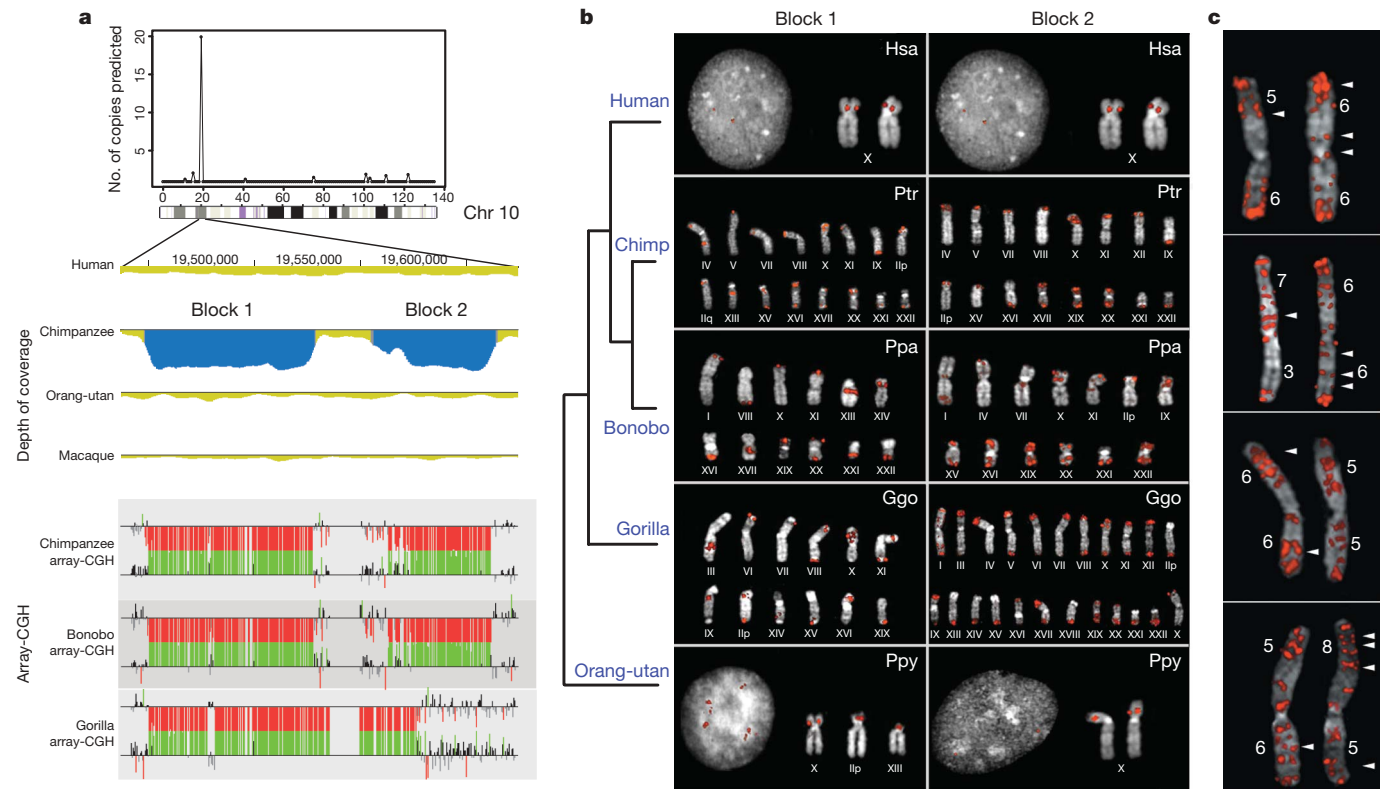 a
No. of copies predicted
20
15
10
5
0 20 40 60 80 100 120 140
Chr 10
Human
19,500,000 19,550,000 19,600,000
Block 1 Block 2
Chimpanzee
Orang-utan
Macaque
Depth of coverage
Chimpanzee
array-CGH
Bonobo
array-CGH
Gorilla
array-CGH
Array-CGH
b
Block 1 Block 2
Human
Chimp
Bonobo
Gorilla
Orang-utan
Hsa
X
Hsa
X
Ptr
IV V VII VIII X XI IX IIp
IIq XIII XV XVI XVII XX XXI XXII
Ptr
IV V VII VIII X XI XII IX
IIp XV XVI XVII XIX XX XXI XXII
Ppa
I VIII X XI XIII XIV
XVI XVII XIX XX XXI XXII
Ppa
I IV VII X XI IIp IX
XV XVI XIX XX XXI XXII
Ggo
III VI VII VIII X XI
IX IIp XIV XV XVI XIX
Ggo
I III IV V VI VII VIII X XI XII IIp
IX XIII XIV XV XVI XVII XVIII XIX XX XXI XXII X
Ppy
X IIp XIII
Ppy
X
c
5 6
6 6
7 6
3 6
6 5
6 5
5 8
6 5